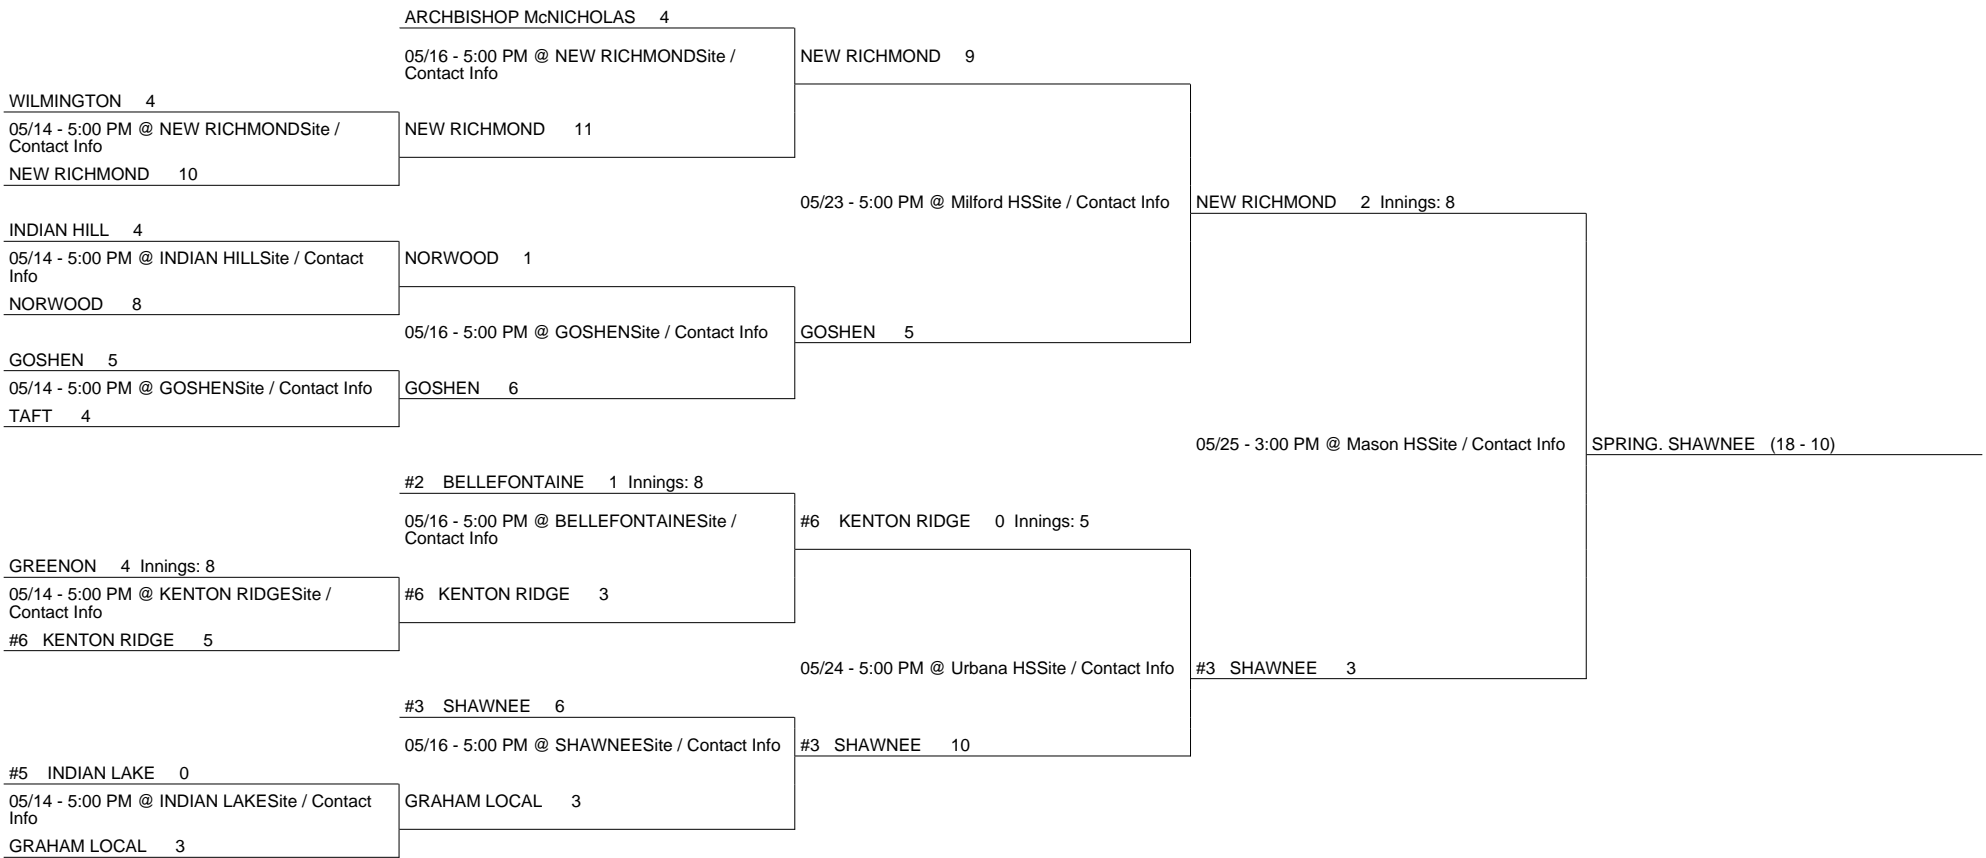 ARCHBISHOP McNICHOLAS 4
05/16 - 5:00 PM @ NEW RICHMONDSite /
Contact Info
NEW RICHMOND 9
WILMINGTON 4
05/14 - 5:00 PM @ NEW RICHMONDSite /
Contact Info
NEW RICHMOND 11
NEW RICHMOND 10
05/23 - 5:00 PM @ Milford HSSite / Contact Info
NEW RICHMOND 2 Innings: 8
INDIAN HILL 4
05/14 - 5:00 PM @ INDIAN HILLSite / Contact
Info
NORWOOD 1
NORWOOD 8
05/16 - 5:00 PM @ GOSHENSite / Contact Info
GOSHEN 5
GOSHEN 5
05/14 - 5:00 PM @ GOSHENSite / Contact Info
GOSHEN 6
TAFT 4
05/25 - 3:00 PM @ Mason HSSite / Contact Info
SPRING. SHAWNEE (18 - 10)
#2 BELLEFONTAINE 1 Innings: 8
05/16 - 5:00 PM @ BELLEFONTAINESite /
Contact Info
#6 KENTON RIDGE 0 Innings: 5
GREENON 4 Innings: 8
05/14 - 5:00 PM @ KENTON RIDGESite /
Contact Info
#6 KENTON RIDGE 3
#6 KENTON RIDGE 5
05/24 - 5:00 PM @ Urbana HSSite / Contact Info
#3 SHAWNEE 3
#3 SHAWNEE 6
05/16 - 5:00 PM @ SHAWNEESite / Contact Info
#3 SHAWNEE 10
#5 INDIAN LAKE 0
05/14 - 5:00 PM @ INDIAN LAKESite / Contact
Info
GRAHAM LOCAL 3
GRAHAM LOCAL 3